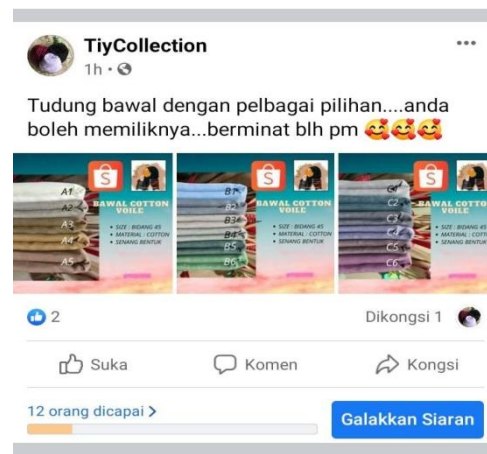 TiyCollection
1h
Tudung bawal dengan pelbagai pilihan....anda
boleh memiliknya...berminat blh pm 🥰🥰🥰
S
A1
A2
A3
A4
A5
BAWAL COTTON
VOILE
• SIZE : BIDANG 45
• MATERIAL : COTTON
• SENANG BENTUK
S
B1
B2
B3
B4
B5
B6
BAWAL COTTON
VOILE
• SIZE : BIDANG 45
• MATERIAL : COTTON
• SENANG BENTUK
S
C2
C3
C5
C6
BAWAL COTTO
VOILE
• SIZE : BIDANG 45
• MATERIAL : COTT
• SENANG BENTUK
2
Dikongsi 1
Suka
Komen
Kongsi
12 orang dicapai >
Galakkan Siaran